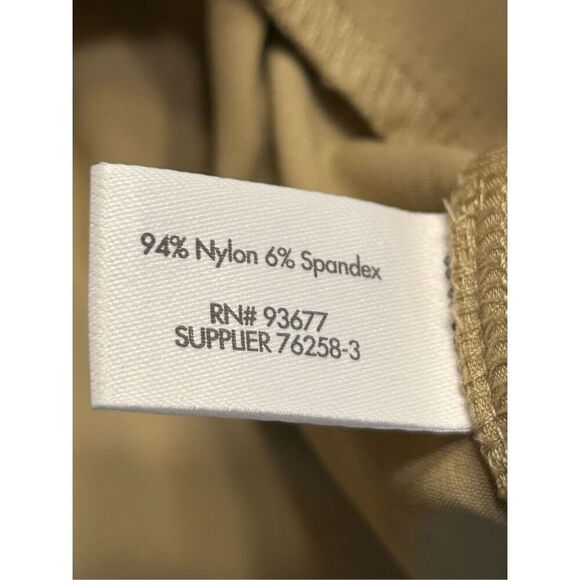 94% Nylon 6% Spandex
RN# 93677
SUPPLIER 76258-3